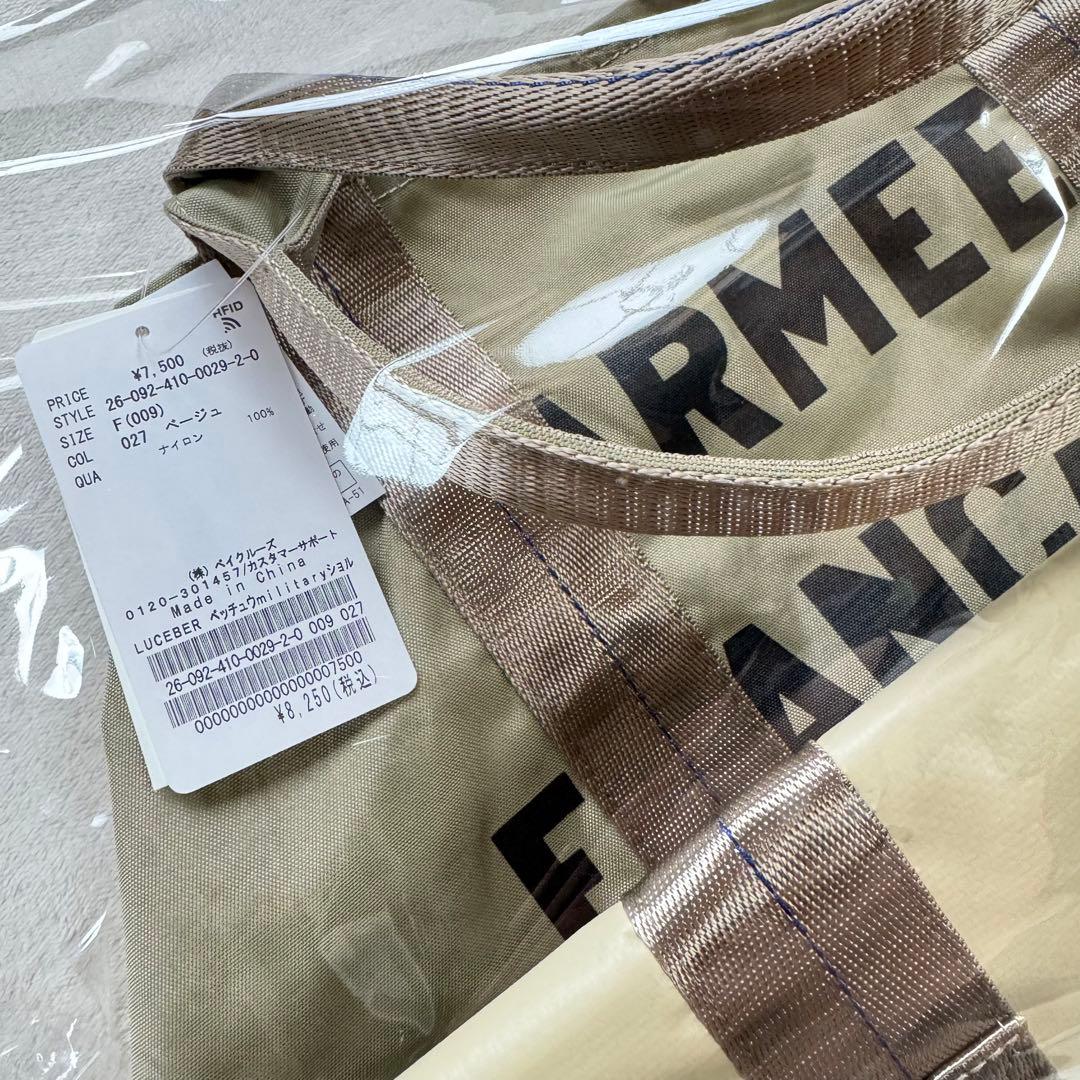 RFID
PRICE ¥7,500 (税抜)
STYLE 26-092-410-0029-2-0
SIZE F(009)
COL 027 ベージュ
QUA ナイロン 100%
(株) ベイクルーズ
0120-301457/カスタマーサポート
Made in China
LUCEBER ペッチュウmilitaryショル
26-092-410-0029-2-0 009 027
0000000000000007500
¥8,250(税込)
使用
A-51
ARMEE
F